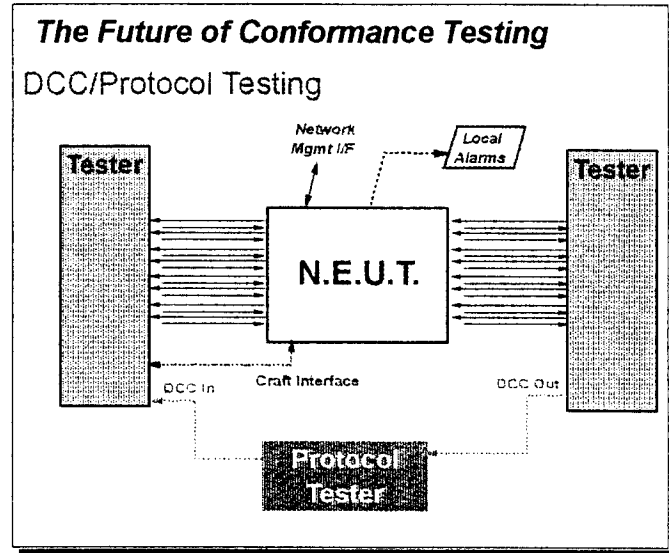 The Future of Conformance Testing
DCC/Protocol Testing
Network
Mgmt I/F
Local
Alarms
Tester
Tester
N.E.U.T.
DCC In
Craft Interface
DCC Out
Protocol
Tester